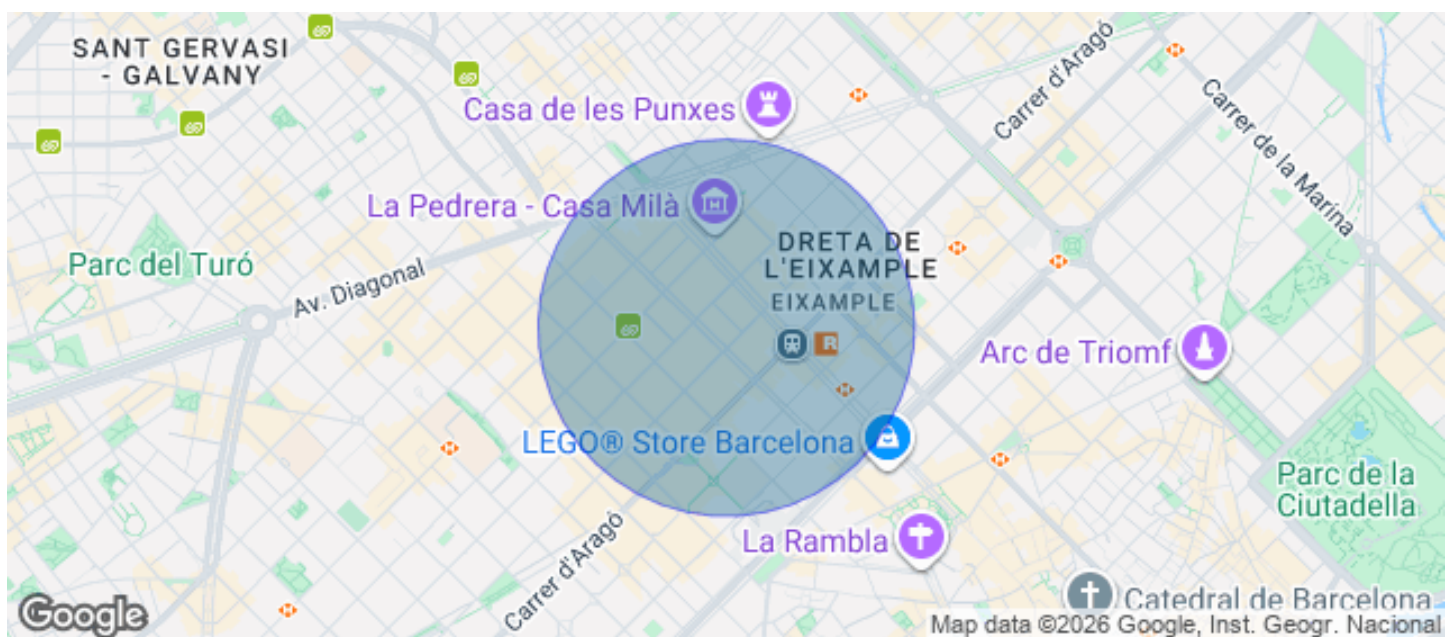 SANT GERVASI
- GALVANY
Casa de les Punxes
Carrer d'Aragó
Carrer de la Marina
La Pedrera - Casa Milà
DRETA DE
L'EIXAMPLE
EIXAMPLE
Parc del Turó
Av. Diagonal
R
Arc de Triomf
LEGO® Store Barcelona
Parc de la
Ciutadella
La Rambla
Carrer d'Aragó
Catedral de Barcelona
Google
Map data ©2026 Google, Inst. Geogr. Nacional